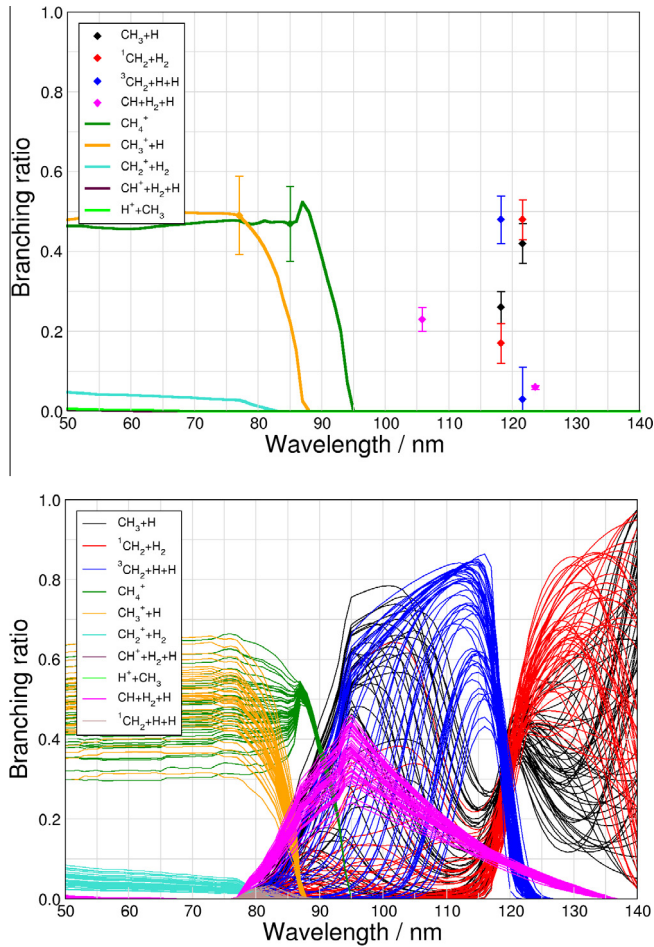 1.0
0.8
0.6
0.4
0.2
0.0
Branching ratio
CH₃+H
¹CH₂+H₂
³CH₂+H+H
CH+H₂+H
CH₄⁺
CH₃⁺+H
CH₂⁺+H₂
CH⁺+H₂+H
H⁺+CH₃
50 60 70 80 90 100 110 120 130 140
Wavelength / nm
1.0
0.8
0.6
0.4
0.2
0.0
Branching ratio
CH₃+H
¹CH₂+H₂
³CH₂+H+H
CH₄⁺
CH₃⁺+H
CH₂⁺+H₂
CH⁺+H₂+H
H⁺+CH₃
CH+H₂+H
¹CH₂+H+H
50 60 70 80 90 100 110 120 130 140
Wavelength / nm